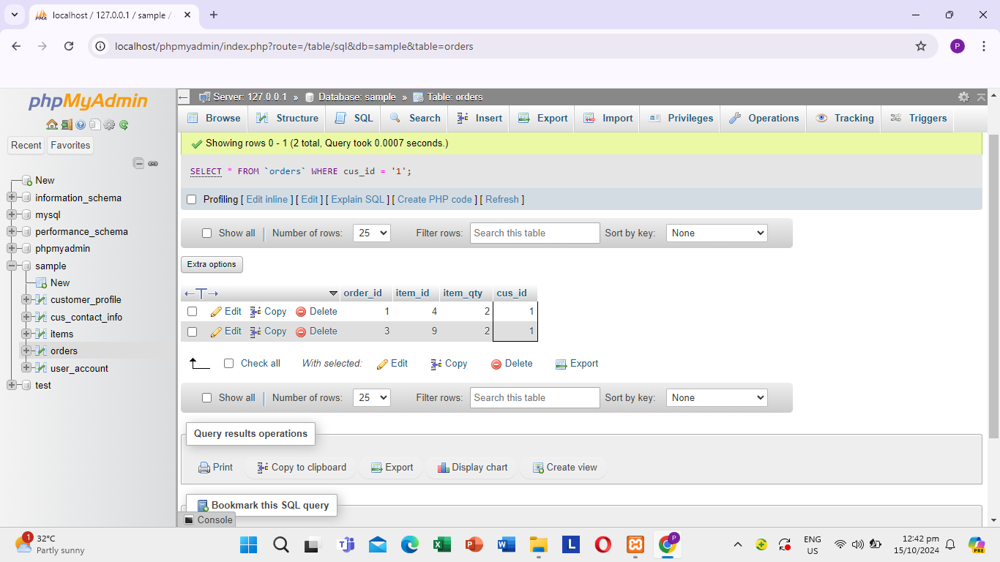 localhost / 127.0.0.1 / sample /
localhost/phpmyadmin/index.php?route=/table/sql&db=sample&table=orders
P
phpMyAdmin
Recent Favorites
New
information_schema
mysql
performance_schema
phpmyadmin
sample
New
customer_profile
cus_contact_info
items
orders
user_account
test
Server: 127.0.0.1 » Database: sample » Table: orders
Browse Structure SQL Search Insert Export Import Privileges Operations Tracking Triggers
Showing rows 0 - 1 (2 total, Query took 0.0007 seconds.)
SELECT * FROM `orders` WHERE cus_id = '1';
Profiling [ Edit inline ] [ Edit ] [ Explain SQL ] [ Create PHP code ] [ Refresh ]
Show all Number of rows: 25 Filter rows: Search this table Sort by key: None
Extra options
order_id item_id item_qty cus_id
Edit Copy Delete 1 4 2 1
Edit Copy Delete 3 9 2 1
Check all With selected: Edit Copy Delete Export
Show all Number of rows: 25 Filter rows: Search this table Sort by key: None
Query results operations
Print Copy to clipboard Export Display chart Create view
Bookmark this SQL query
Console
1
32°C
Partly sunny
L
P
ENG
US
12:42 pm
15/10/2024
PRE